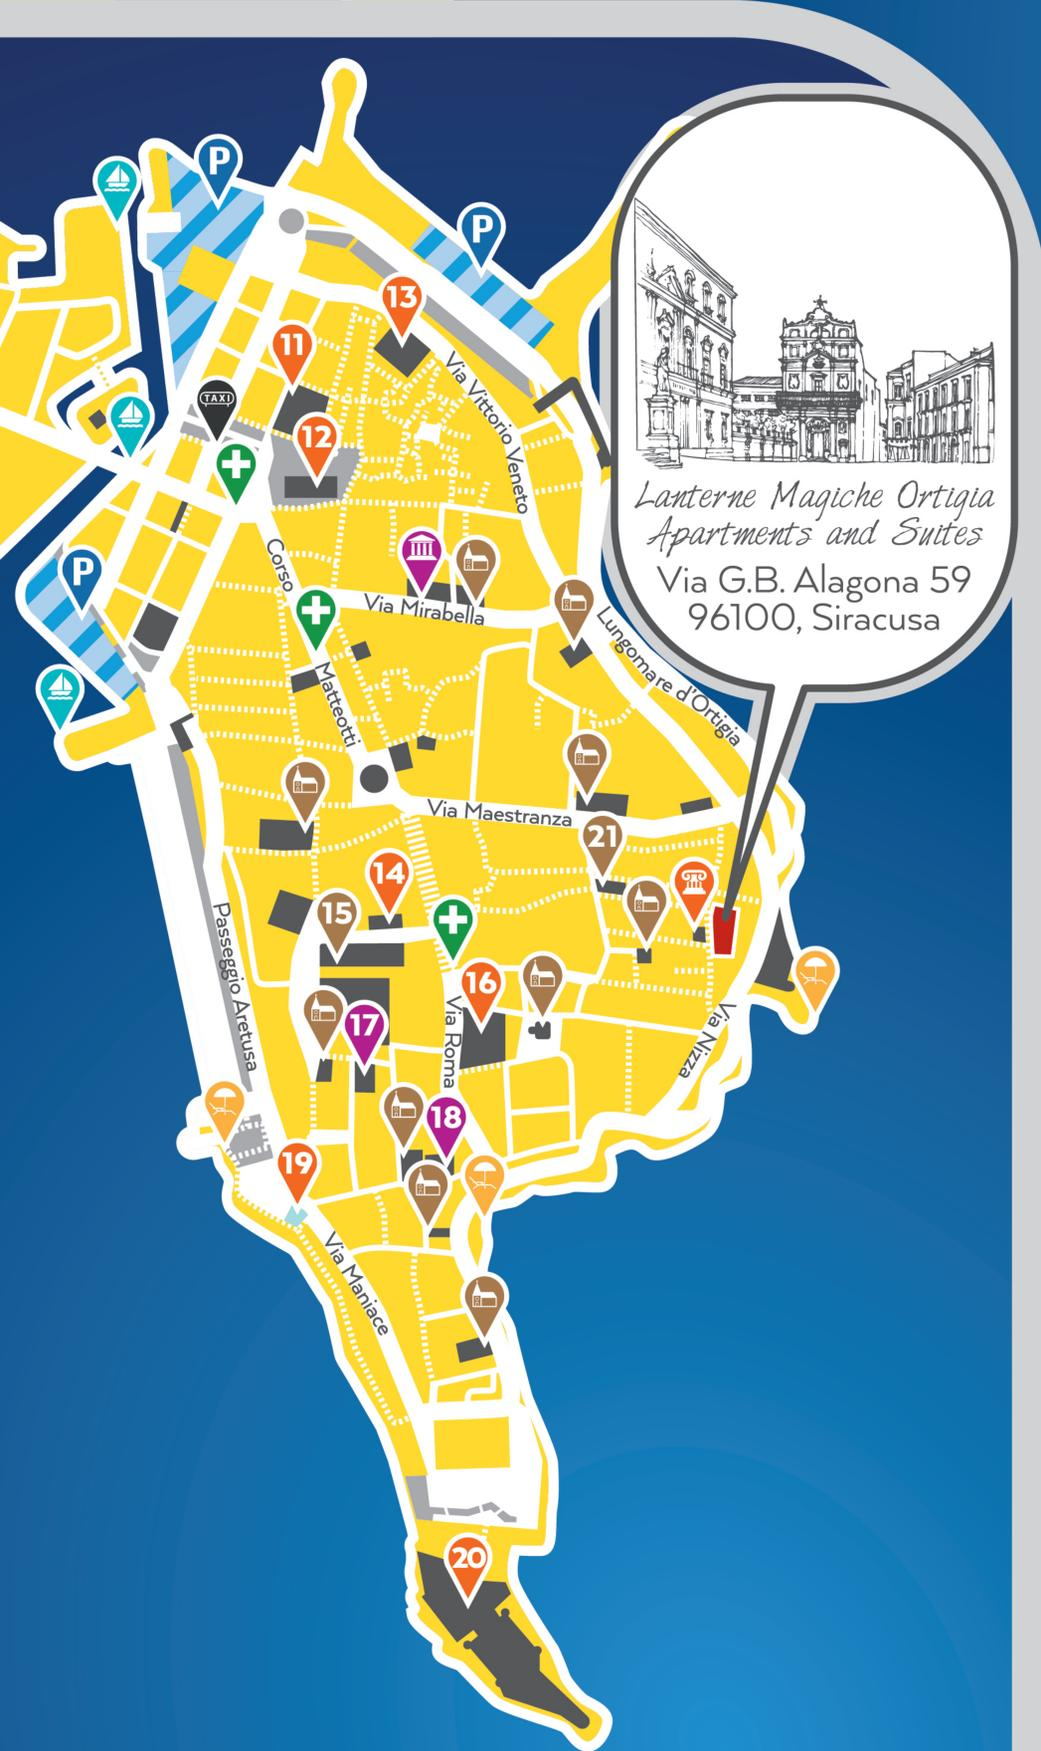 P
P
13
11
TAXI
12
Via Vittorio Veneto
Lanterne Magiche Ortigia
Apartments and Suites
Via G.B. Alagona 59
96100, Siracusa
P
Corso
Via Mirabella
Lungomare d'Ortigia
Matteotti
Via Maestranza
21
14
15
Passeggio Aretusa
16
17
Via Roma
Via Nizza
18
19
Via Maniace
20